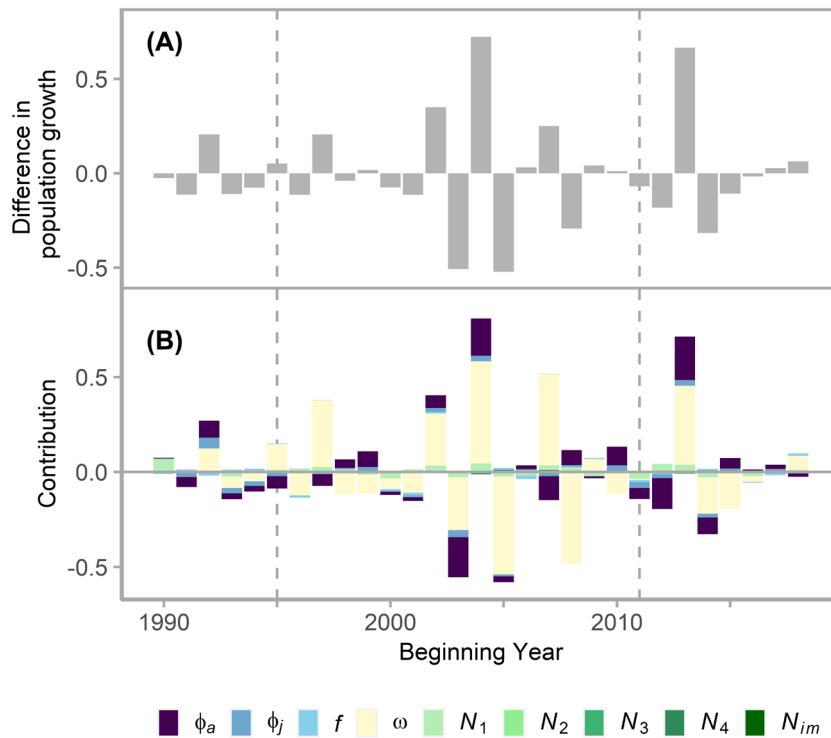 (A)
Difference in
population growth
0.5
0.0
-0.5
(B)
Contribution
0.5
0.0
-0.5
1990 2000 2010
Beginning Year
ϕa ϕj f ω N1 N2 N3 N4 Nim